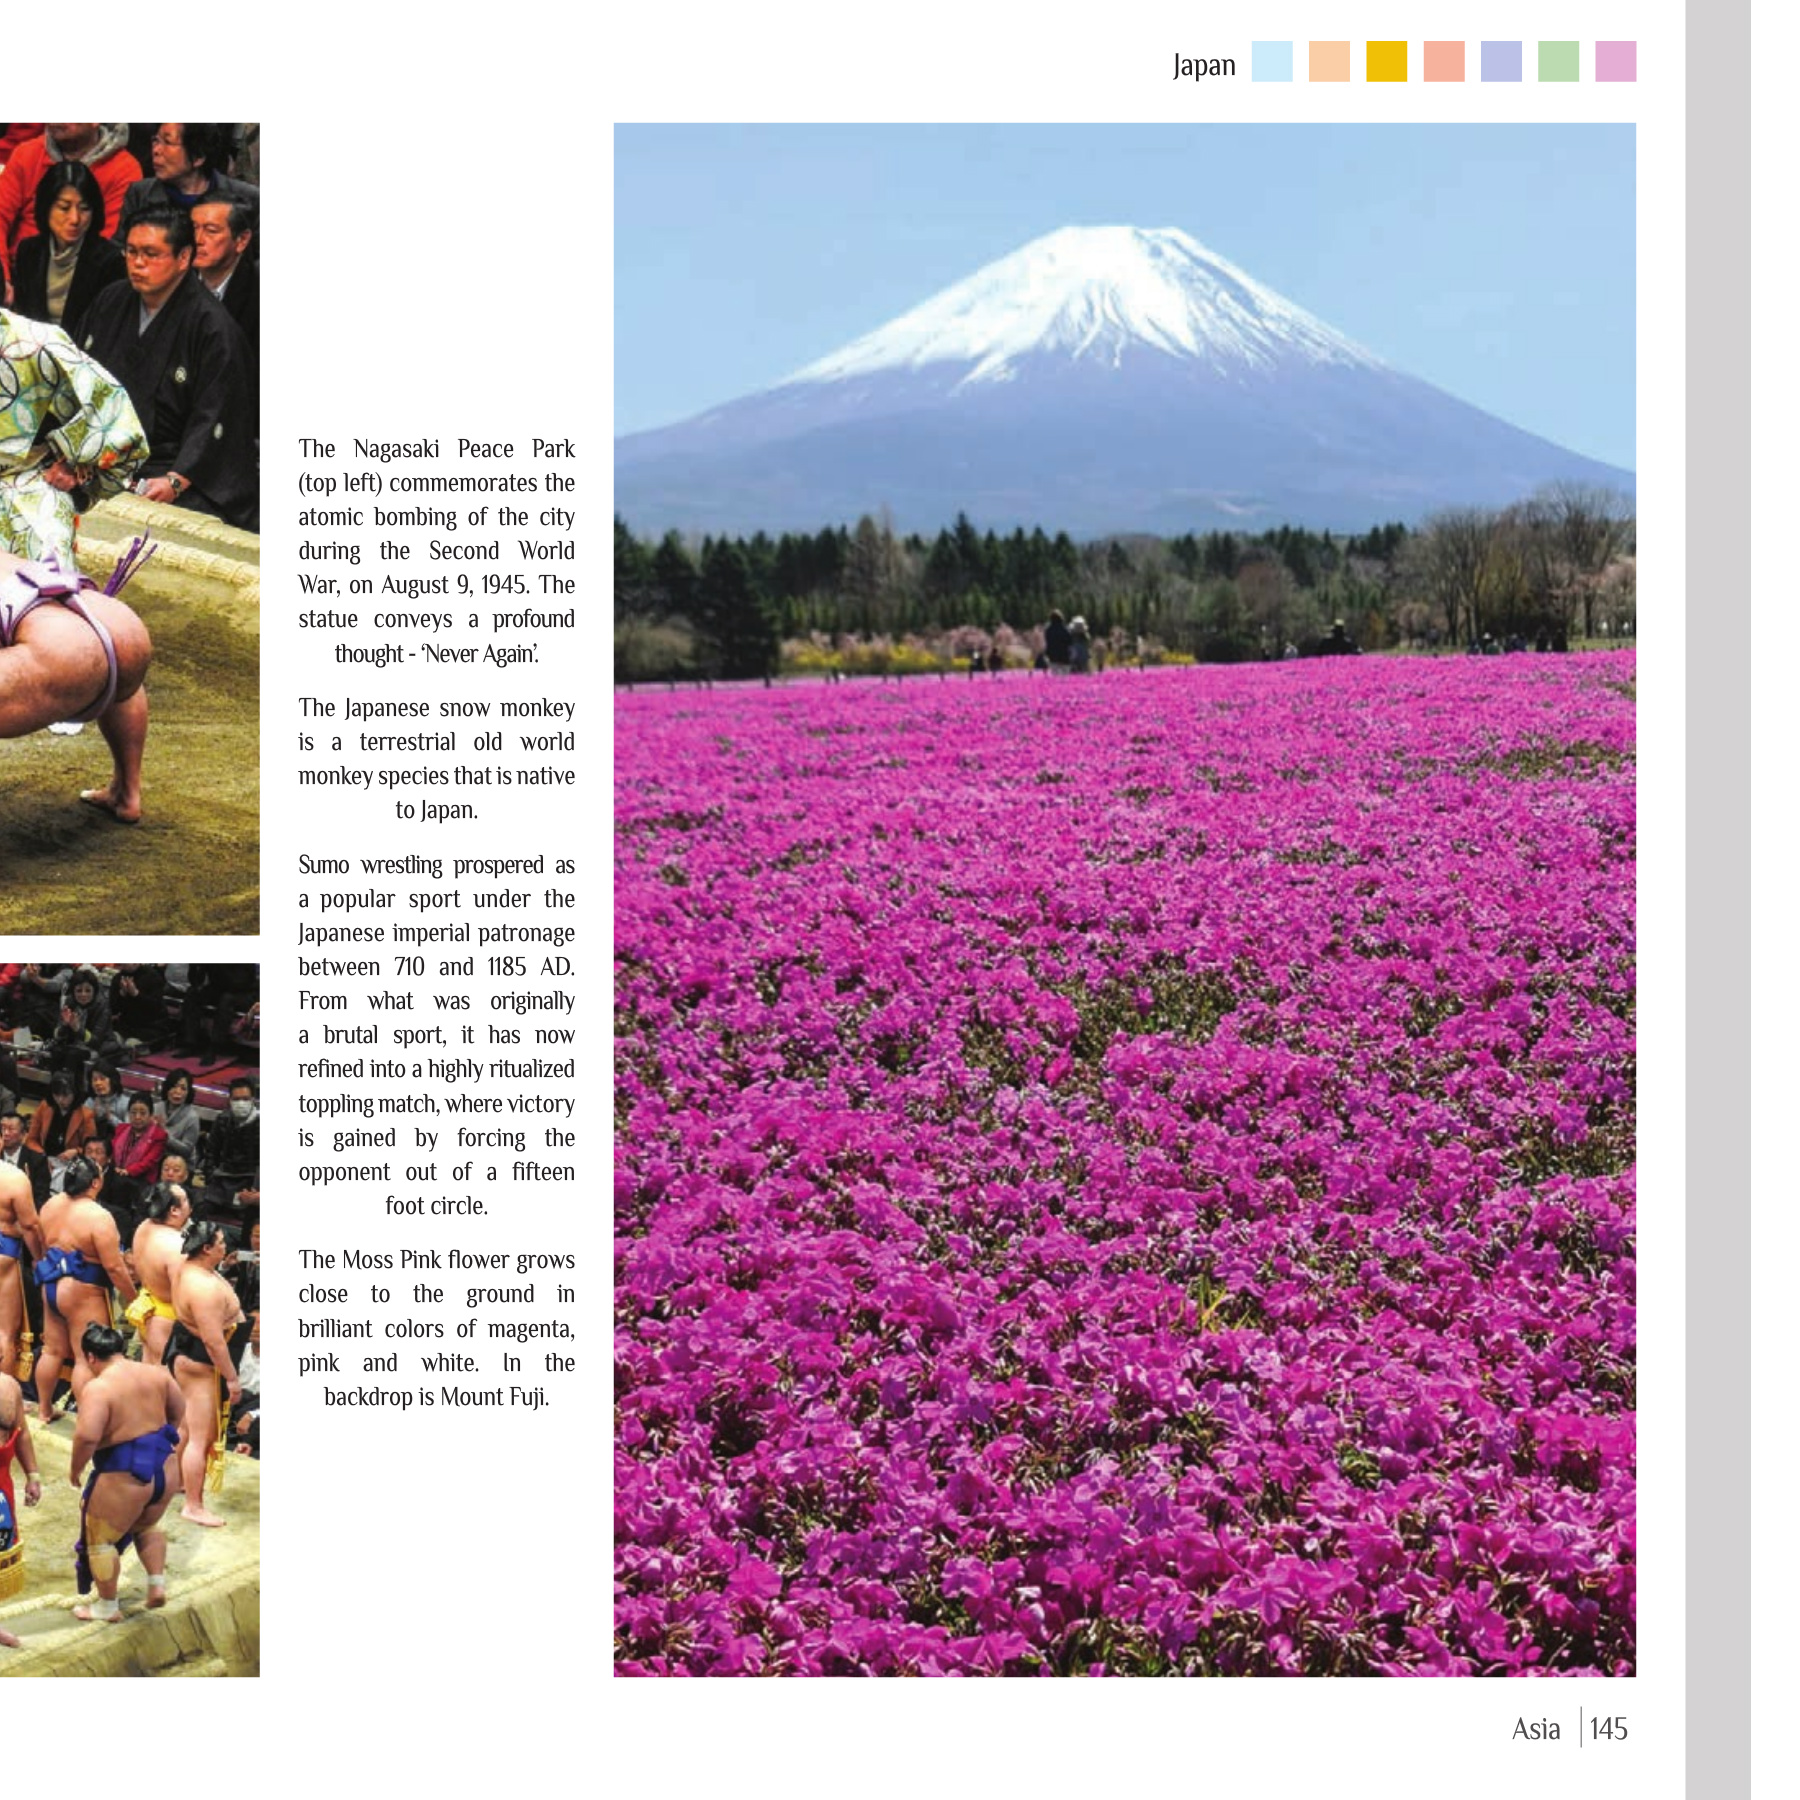 Japan
The Nagasaki Peace Park
(top left) commemorates the
atomic bombing of the city
during the Second World
War, on August 9, 1945. The
statue conveys a profound
thought - ‘Never Again’.
The Japanese snow monkey
is a terrestrial old world
monkey species that is native
to Japan.
Sumo wrestling prospered as
a popular sport under the
Japanese imperial patronage
between 710 and 1185 AD.
From what was originally
a brutal sport, it has now
refined into a highly ritualized
toppling match, where victory
is gained by forcing the
opponent out of a fifteen
foot circle.
The Moss Pink flower grows
close to the ground in
brilliant colors of magenta,
pink and white. In the
backdrop is Mount Fuji.
Asia | 145